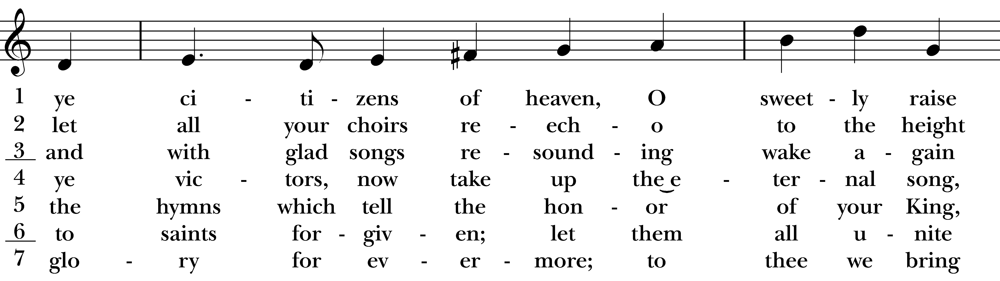 1 ye ci - ti - zens of heaven, O sweet - ly raise
2 let all your choirs re - ech - o to the height
3 and with glad songs re - sound - ing wake a - gain
4 ye vic - tors, now take up the e - ter - nal song,
5 the hymns which tell the hon - or of your King,
6 to saints for - giv - en; let them all u - nite
7 glo - ry for ev - er - more; to thee we bring